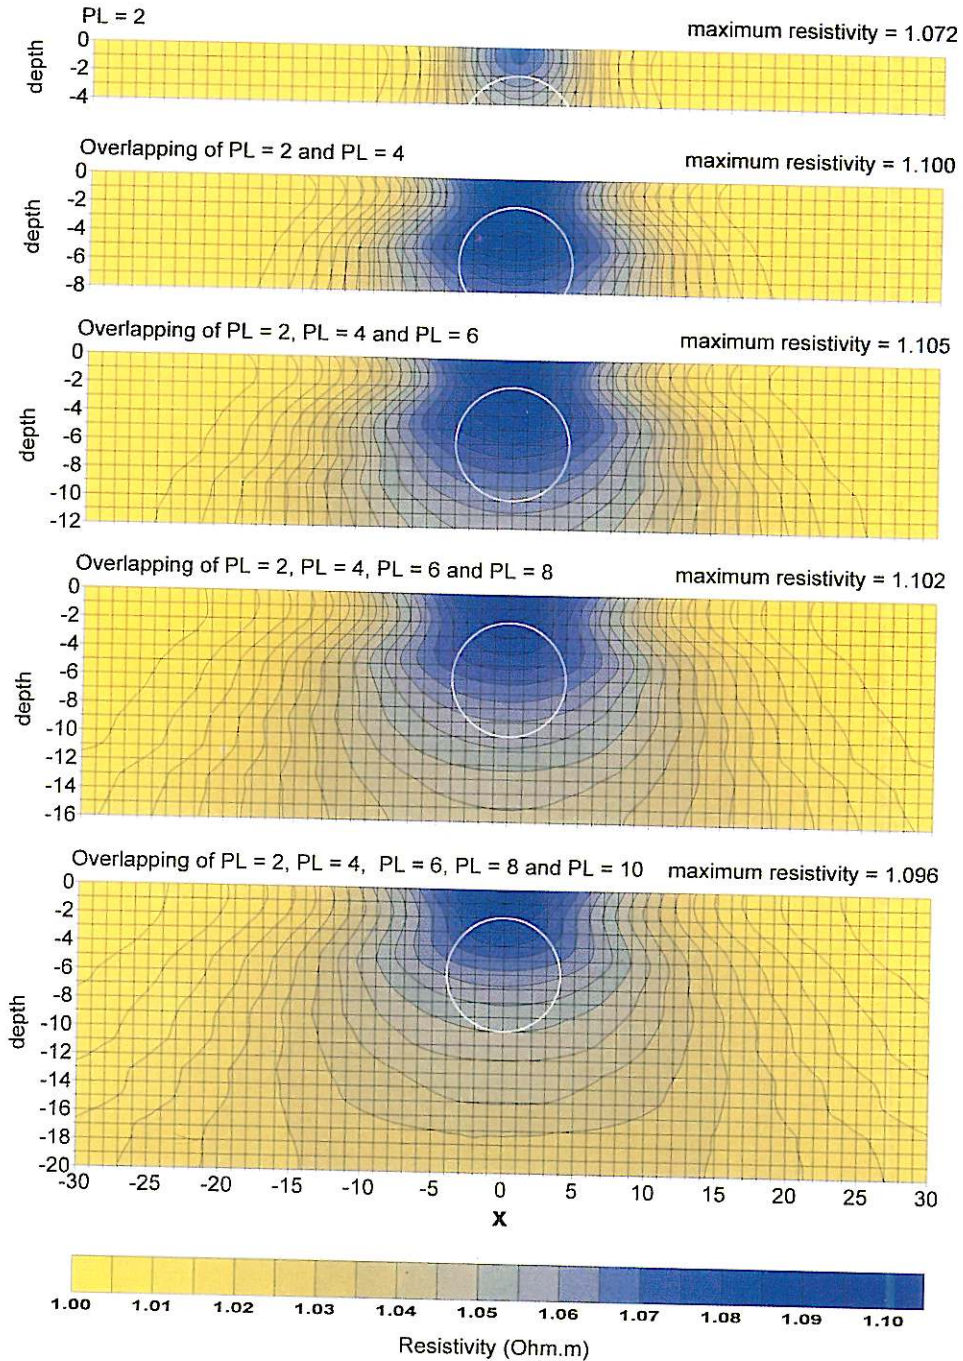 PL = 2 maximum resistivity = 1.072
0
-2
-4
depth
Overlapping of PL = 2 and PL = 4 maximum resistivity = 1.100
0
-2
-4
-6
-8
depth
Overlapping of PL = 2, PL = 4 and PL = 6 maximum resistivity = 1.105
0
-2
-4
-6
-8
-10
-12
depth
Overlapping of PL = 2, PL = 4, PL = 6 and PL = 8 maximum resistivity = 1.102
0
-2
-4
-6
-8
-10
-12
-14
-16
depth
Overlapping of PL = 2, PL = 4, PL = 6, PL = 8 and PL = 10 maximum resistivity = 1.096
0
-2
-4
-6
-8
-10
-12
-14
-16
-18
-20
depth
-30 -25 -20 -15 -10 -5 0 5 10 15 20 25 30
X
1.00 1.01 1.02 1.03 1.04 1.05 1.06 1.07 1.08 1.09 1.10
Resistivity (Ohm.m)